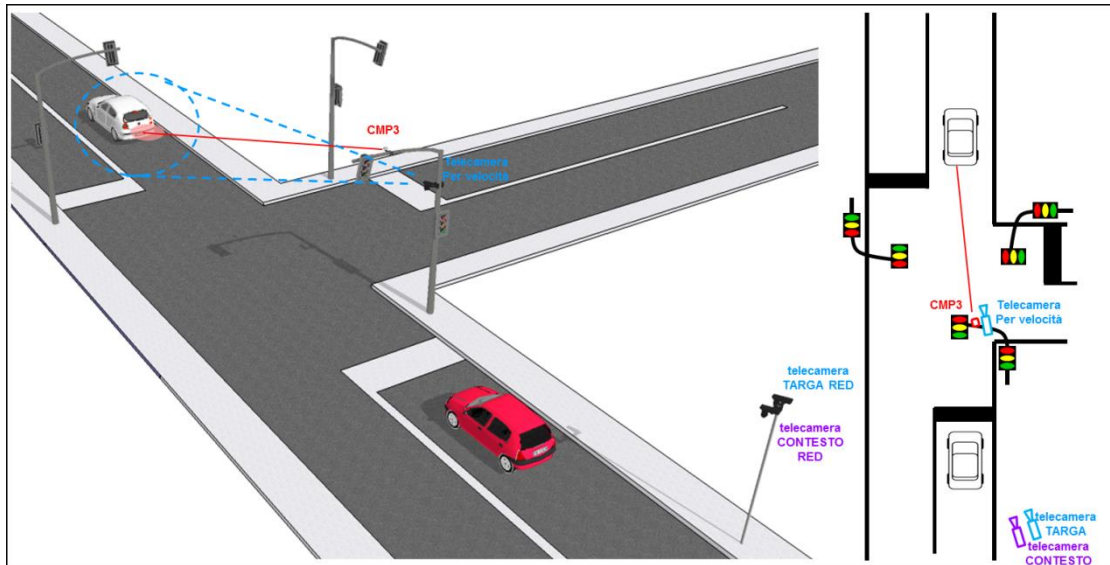 CMP3
Telecamera
Per velocità
telecamera
TARGA RED
telecamera
CONTESTO
RED
CMP3
Telecamera
Per velocità
telecamera
TARGA
telecamera
CONTESTO